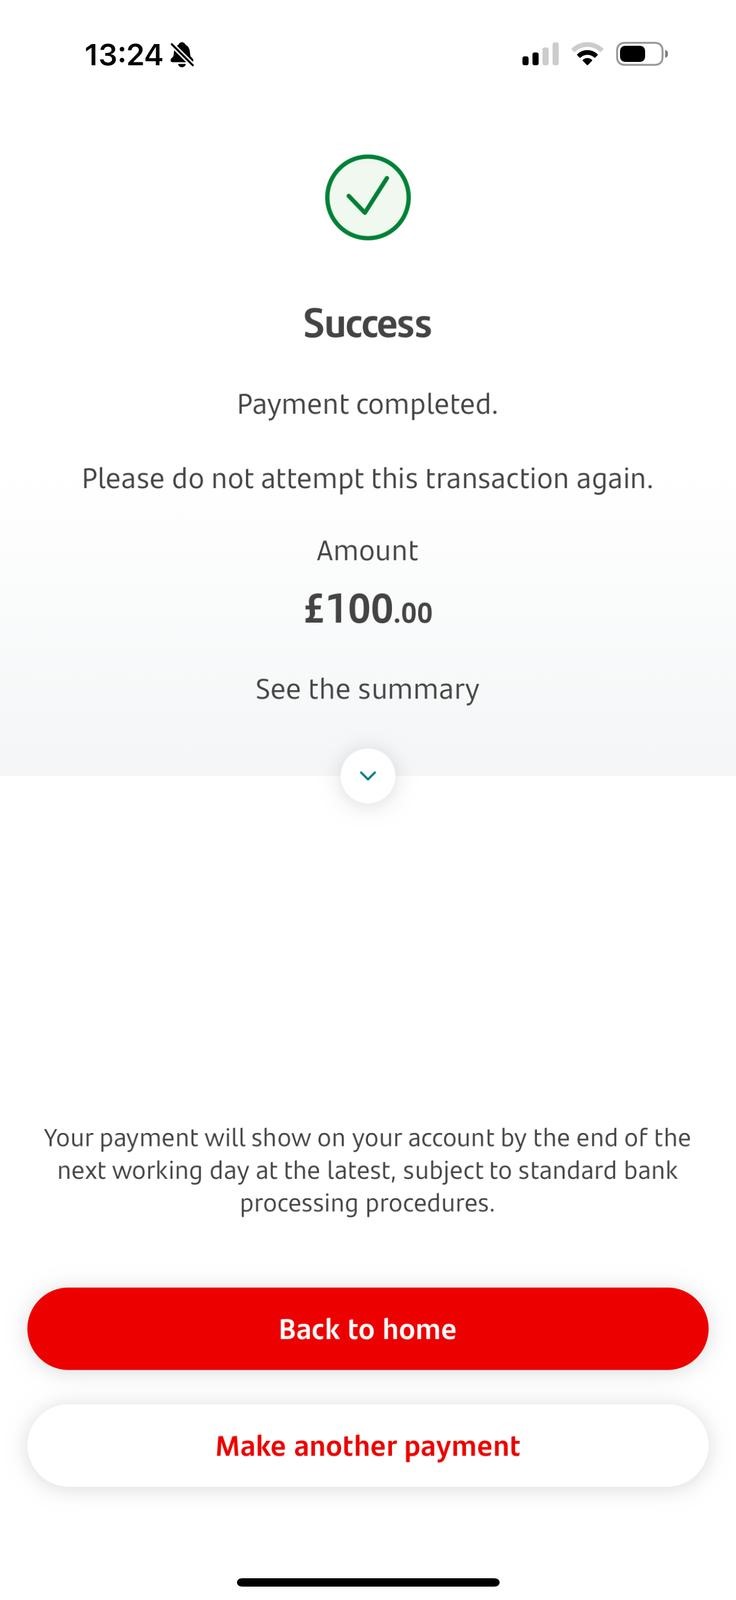 13:24
Success
Payment completed.
Please do not attempt this transaction again.
Amount
£100.00
See the summary
Your payment will show on your account by the end of the
next working day at the latest, subject to standard bank
processing procedures.
Back to home
Make another payment